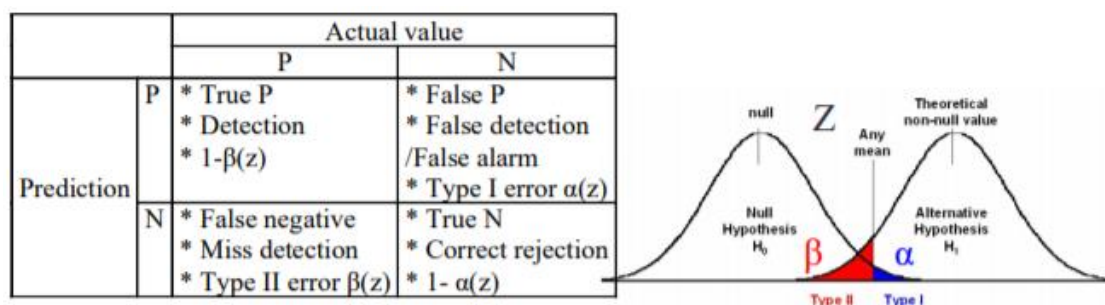 Actual value
P N
P * True P * False P
* Detection * False detection
* 1-β(z) /False alarm
* Type I error α(z)
Prediction
N * False negative * True N
* Miss detection * Correct rejection
* Type II error β(z) * 1- α(z)
null Z Theoretical
non-null value
Any
mean
Null
Hypothesis
H₀
Alternative
Hypothesis
H₁
β α
Type II Type I